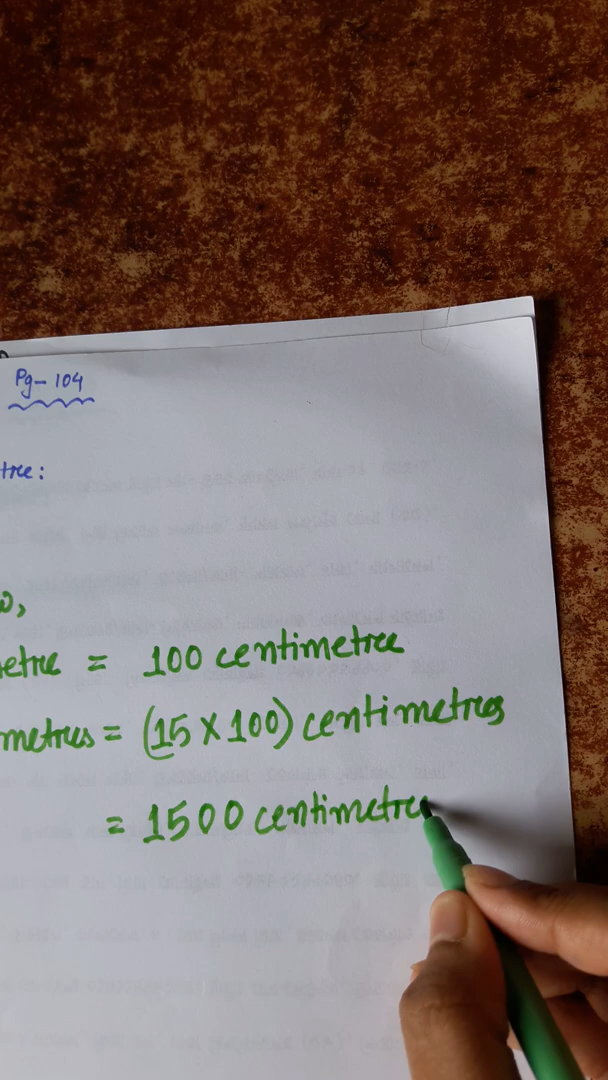 Pg-104
tre:
w,
etre = 100 centimetre
metres = (15 X 100) centimetres
= 1500 centimetre